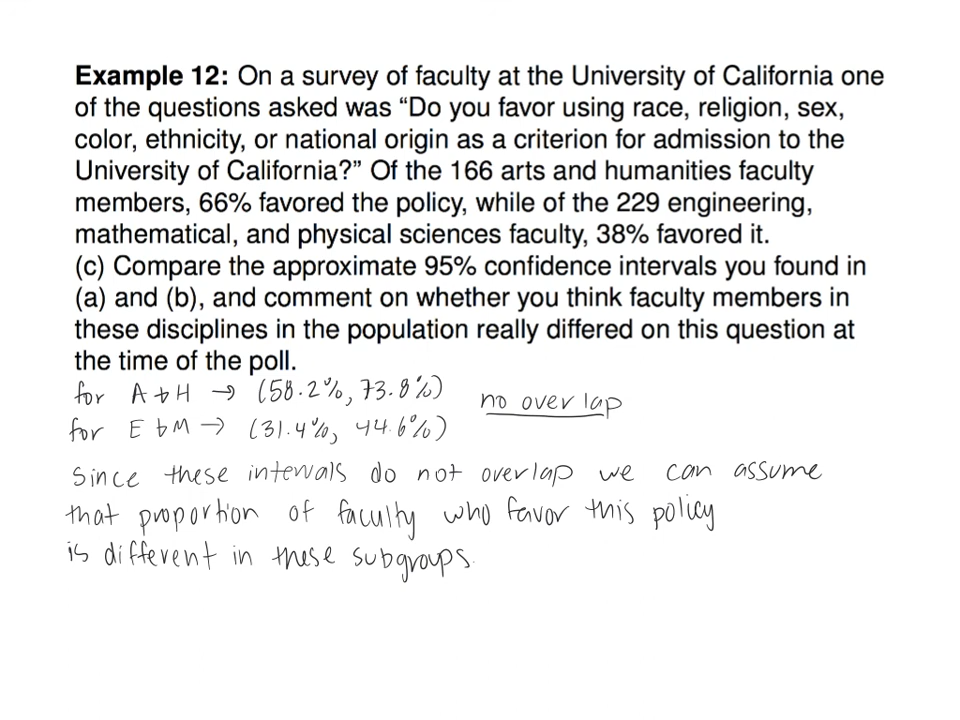 Example 12: On a survey of faculty at the University of California one
of the questions asked was “Do you favor using race, religion, sex,
color, ethnicity, or national origin as a criterion for admission to the
University of California?” Of the 166 arts and humanities faculty
members, 66% favored the policy, while of the 229 engineering,
mathematical, and physical sciences faculty, 38% favored it.
(c) Compare the approximate 95% confidence intervals you found in
(a) and (b), and comment on whether you think faculty members in
these disciplines in the population really differed on this question at
the time of the poll.
for A + H → (58.2%, 73.8%)
no overlap
for E + M → (31.4%, 44.6%)
Since these intervals do not overlap we can assume
that proportion of faculty who favor this policy
is different in these subgroups.